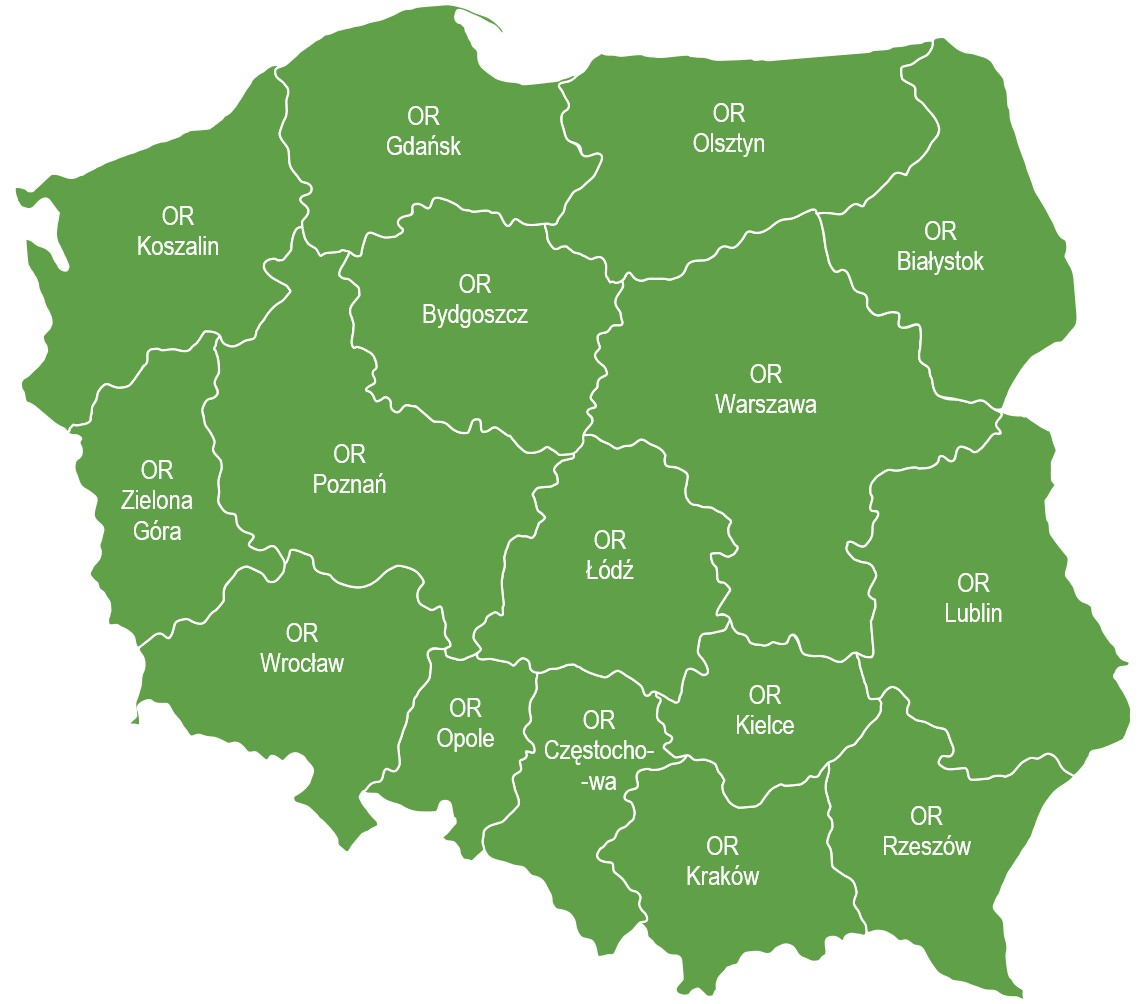 OR
Gdańsk
OR
Olsztyn
OR
Koszalin
OR
Białystok
OR
Bydgoszcz
OR
Warszawa
OR
Poznań
OR
Zielona
Góra
OR
Łódź
OR
Lublin
OR
Wrocław
OR
Opole
OR
Częstocho-
-wa
OR
Kielce
OR
Rzeszów
OR
Kraków